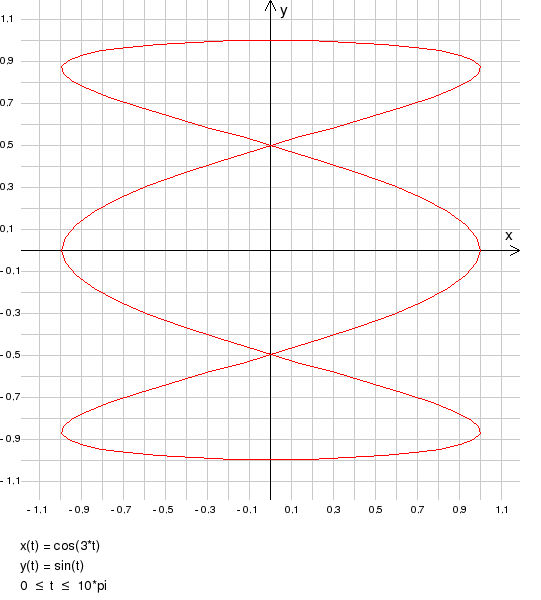 y
1.1
0.9
0.7
0.5
0.3
0.1
x
-0.1
-0.3
-0.5
-0.7
-0.9
-1.1
-1.1 -0.9 -0.7 -0.5 -0.3 -0.1 0.1 0.3 0.5 0.7 0.9 1.1
x(t) = cos(3*t)
y(t) = sin(t)
0 ≤ t ≤ 10*pi